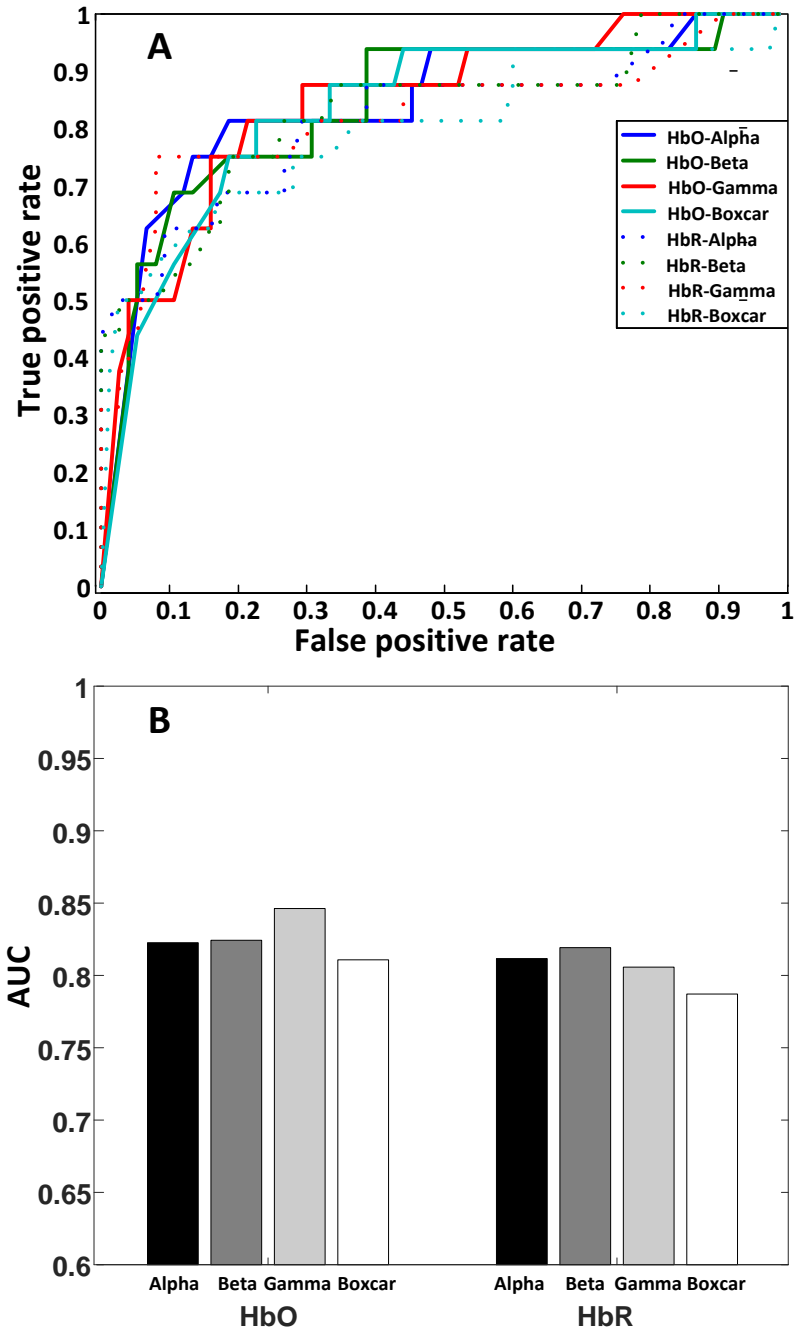 A
1
0.9
0.8
0.7
0.6
0.5
0.4
0.3
0.2
0.1
0
True positive rate
HbO-Alpha
HbO-Beta
HbO-Gamma
HbO-Boxcar
HbR-Alpha
HbR-Beta
HbR-Gamma
HbR-Boxcar
0 0.1 0.2 0.3 0.4 0.5 0.6 0.7 0.8 0.9 1
False positive rate
B
1
0.95
0.9
0.85
0.8
0.75
0.7
0.65
0.6
AUC
Alpha Beta Gamma Boxcar Alpha Beta Gamma Boxcar
HbO HbR